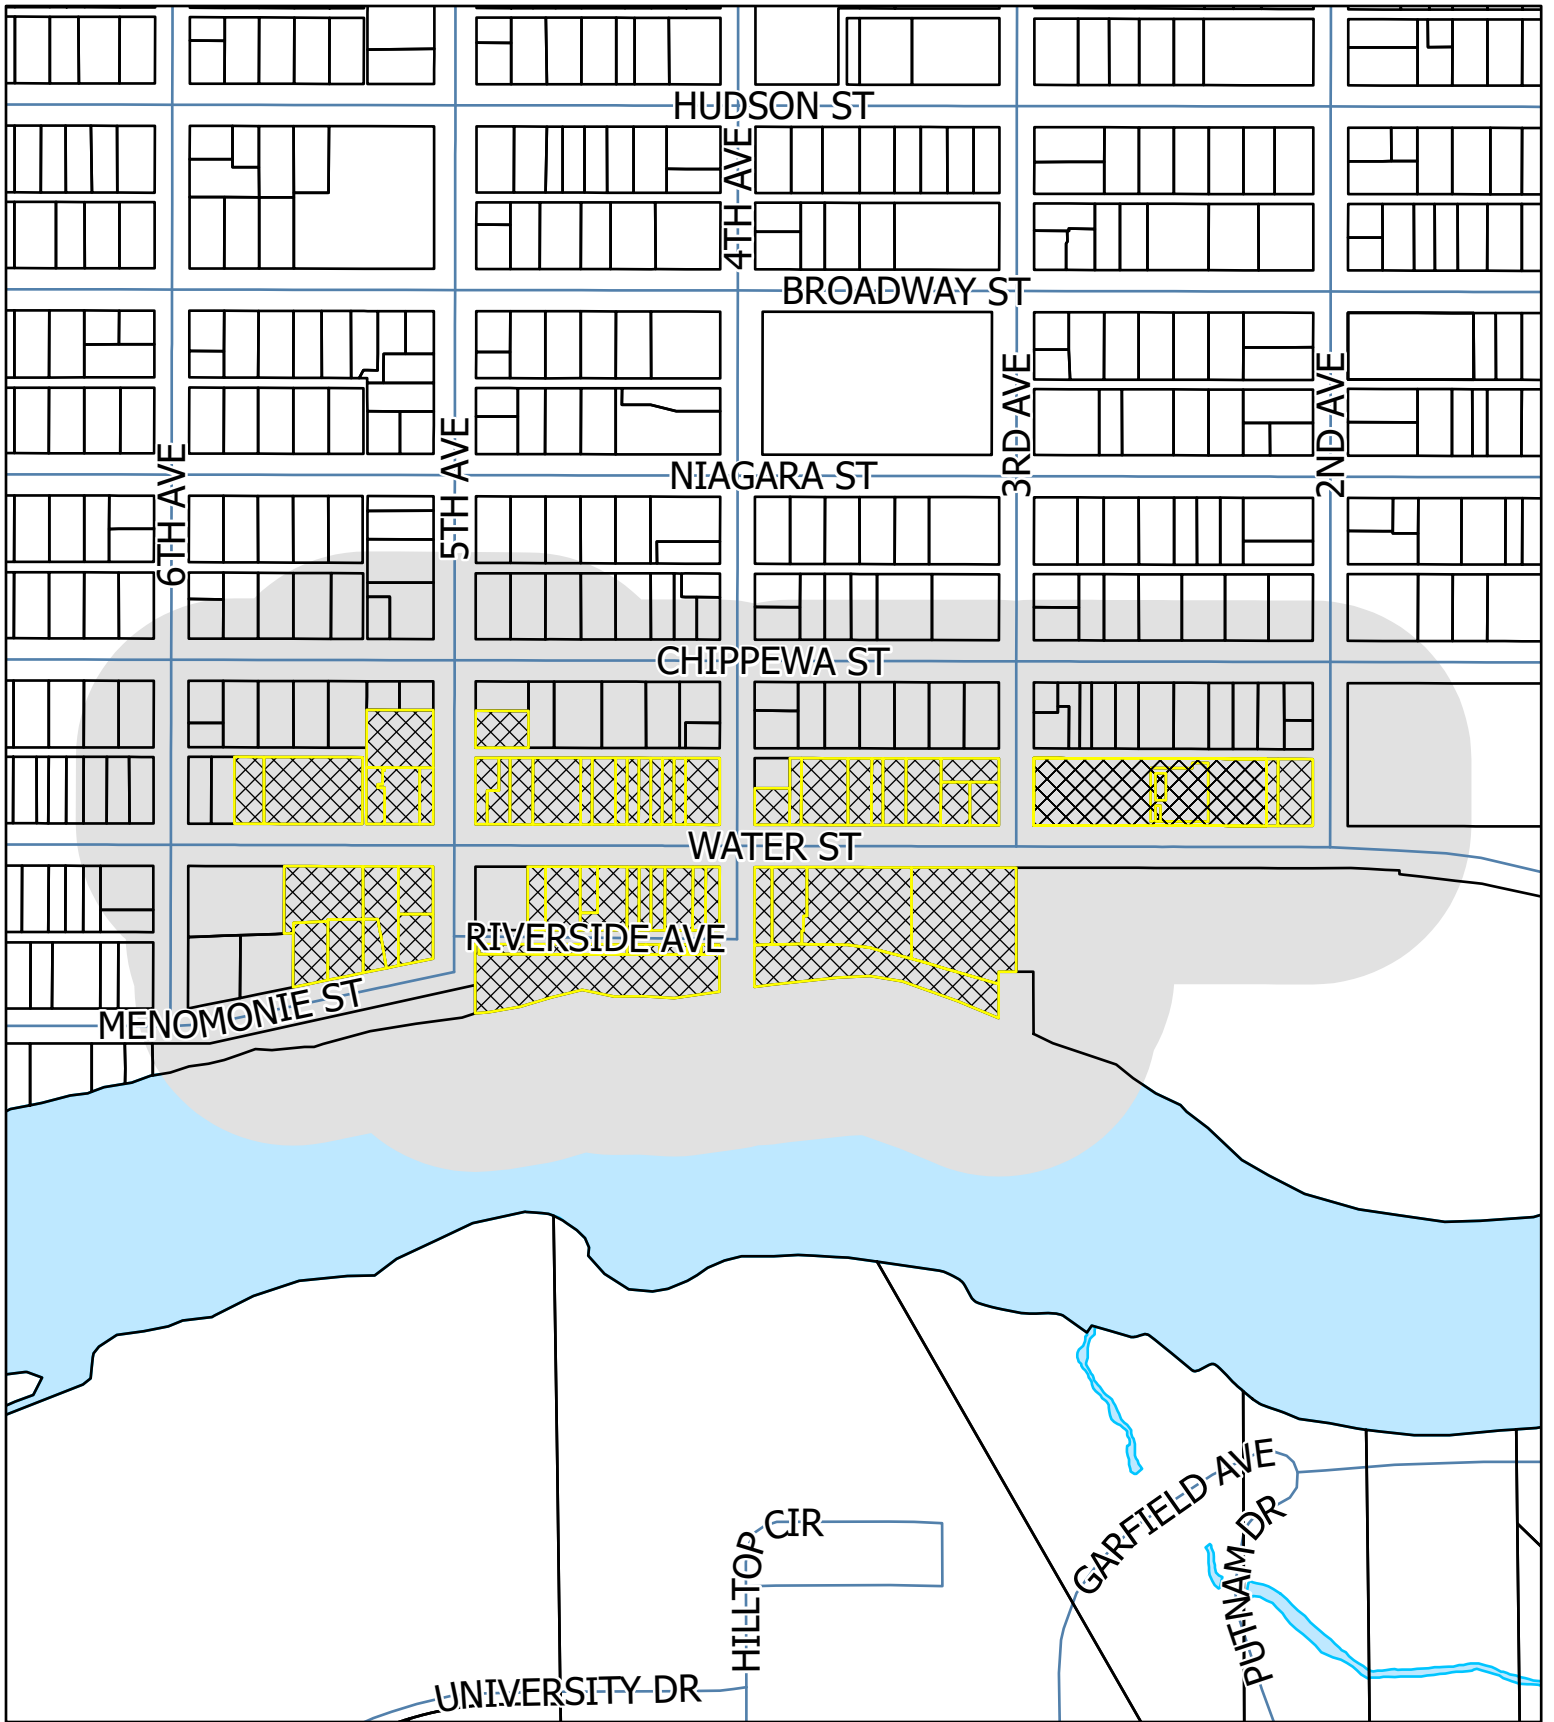 HUDSON ST
4TH AVE
BROADWAY ST
3RD AVE
2ND AVE
5TH AVE
6TH AVE
NIAGARA ST
CHIPPEWA ST
WATER ST
RIVERSIDE AVE
MENOMONIE ST
GARFIELD AVE
PUTNAM DR
HILLTOP CIR
UNIVERSITY DR